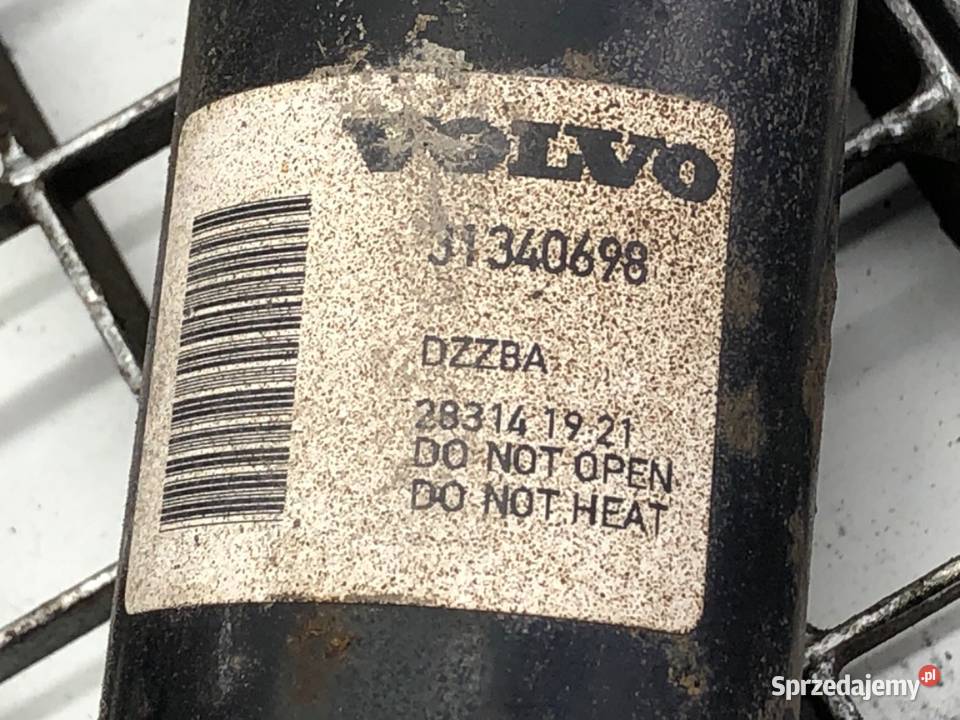 VOLVO
31340698
DZZBA
28314 19:21
DO NOT OPEN
DO NOT HEAT
Sprzedajemy.pl